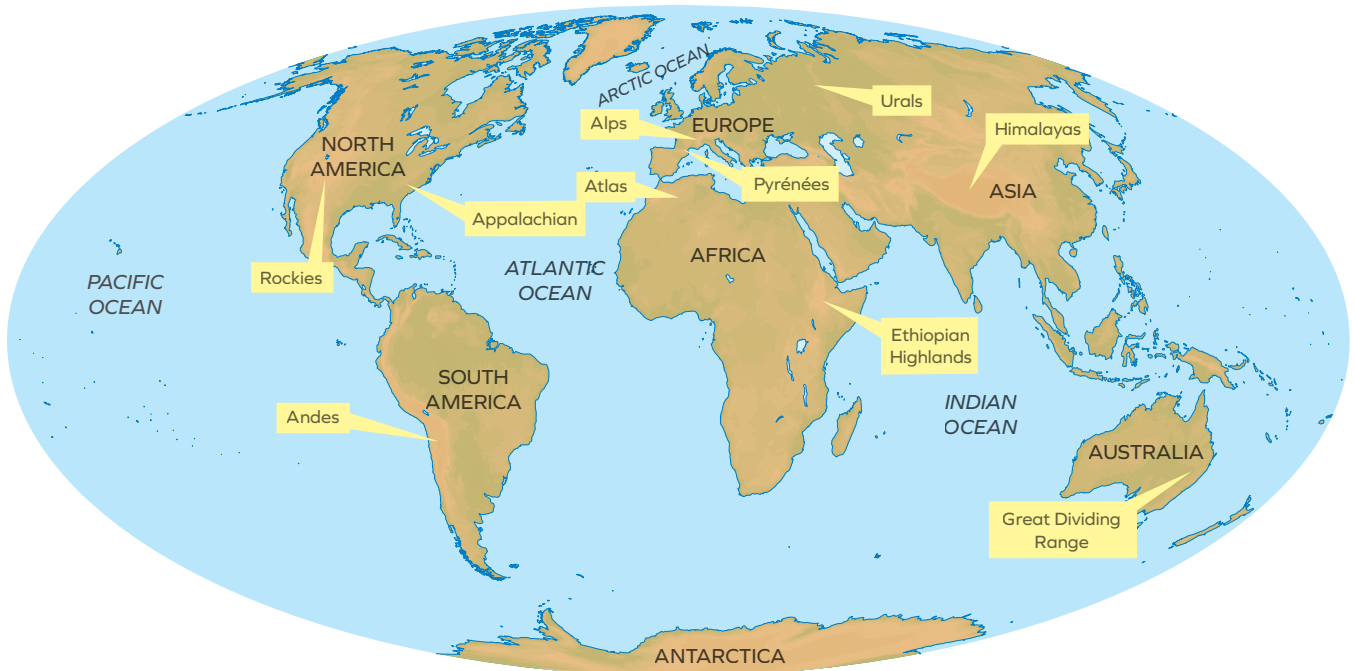 ARCTIC OCEAN
Urals
Alps
EUROPE
Himalayas
NORTH
AMERICA
Atlas
Pyrénées
ASIA
Appalachian
AFRICA
Rockies
ATLANTIC
OCEAN
PACIFIC
OCEAN
Ethiopian
Highlands
SOUTH
AMERICA
Andes
INDIAN
OCEAN
AUSTRALIA
Great Dividing
Range
ANTARCTICA